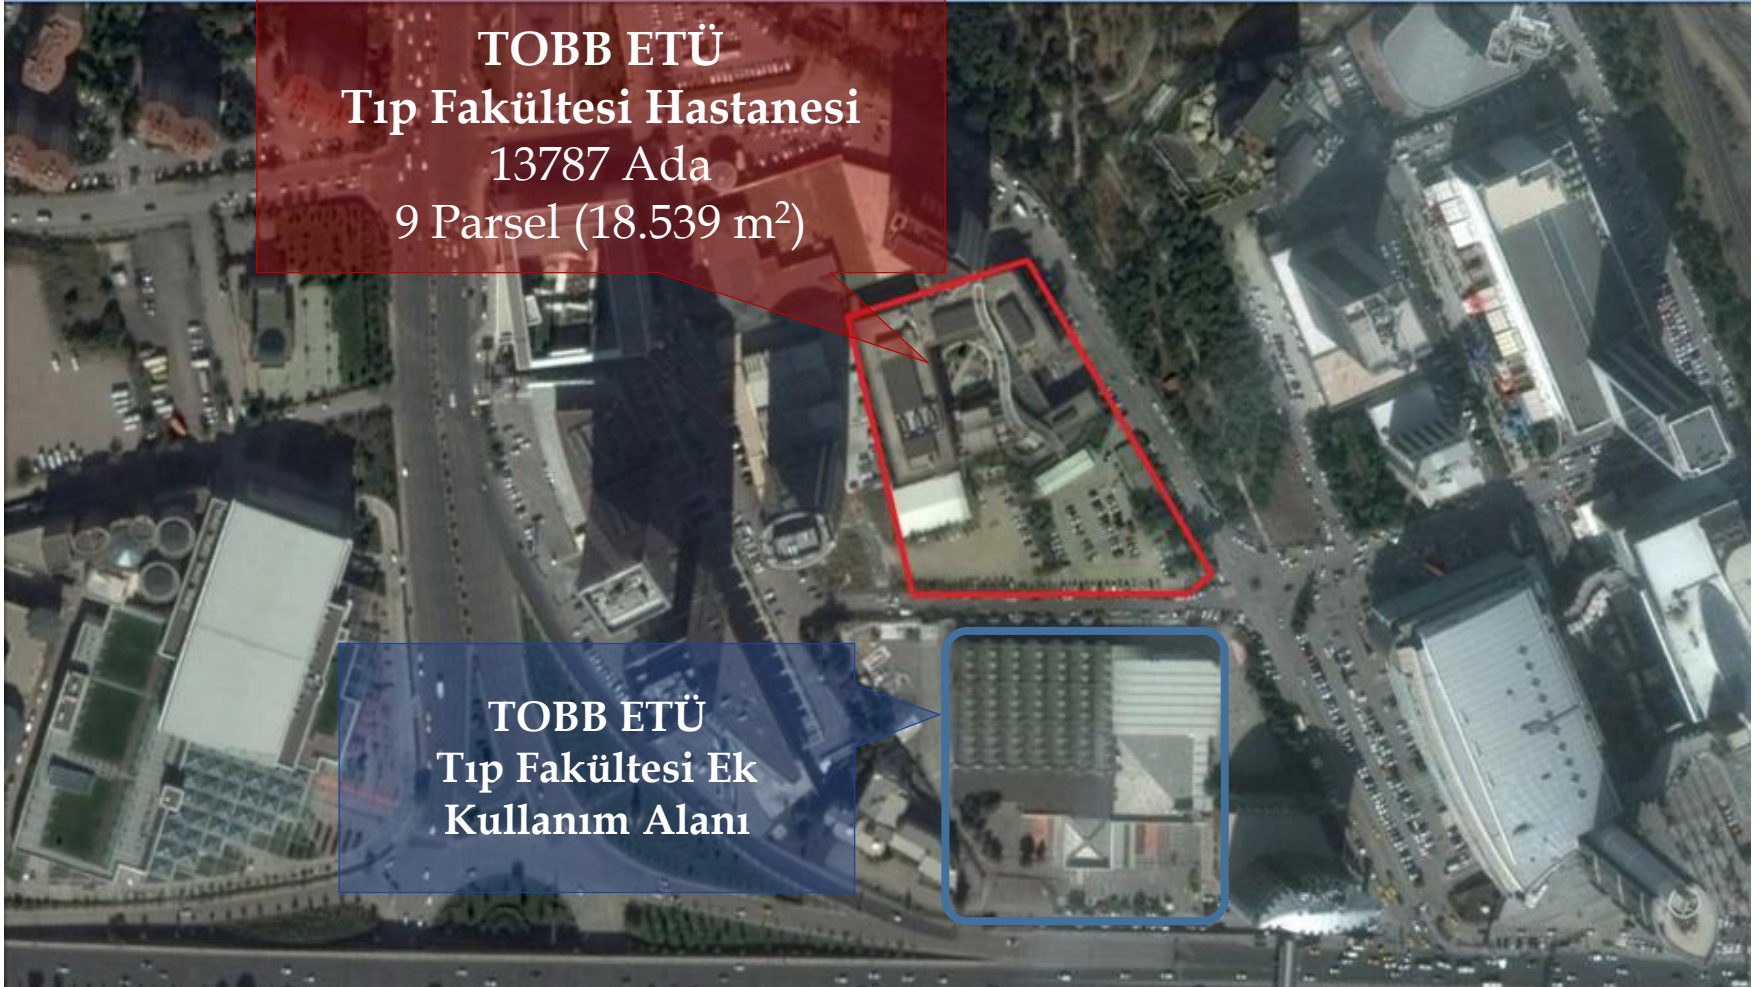 TOBB ETÜ
Tıp Fakültesi Hastanesi
13787 Ada
9 Parsel (18.539 m²)
TOBB ETÜ
Tıp Fakültesi Ek
Kullanım Alanı